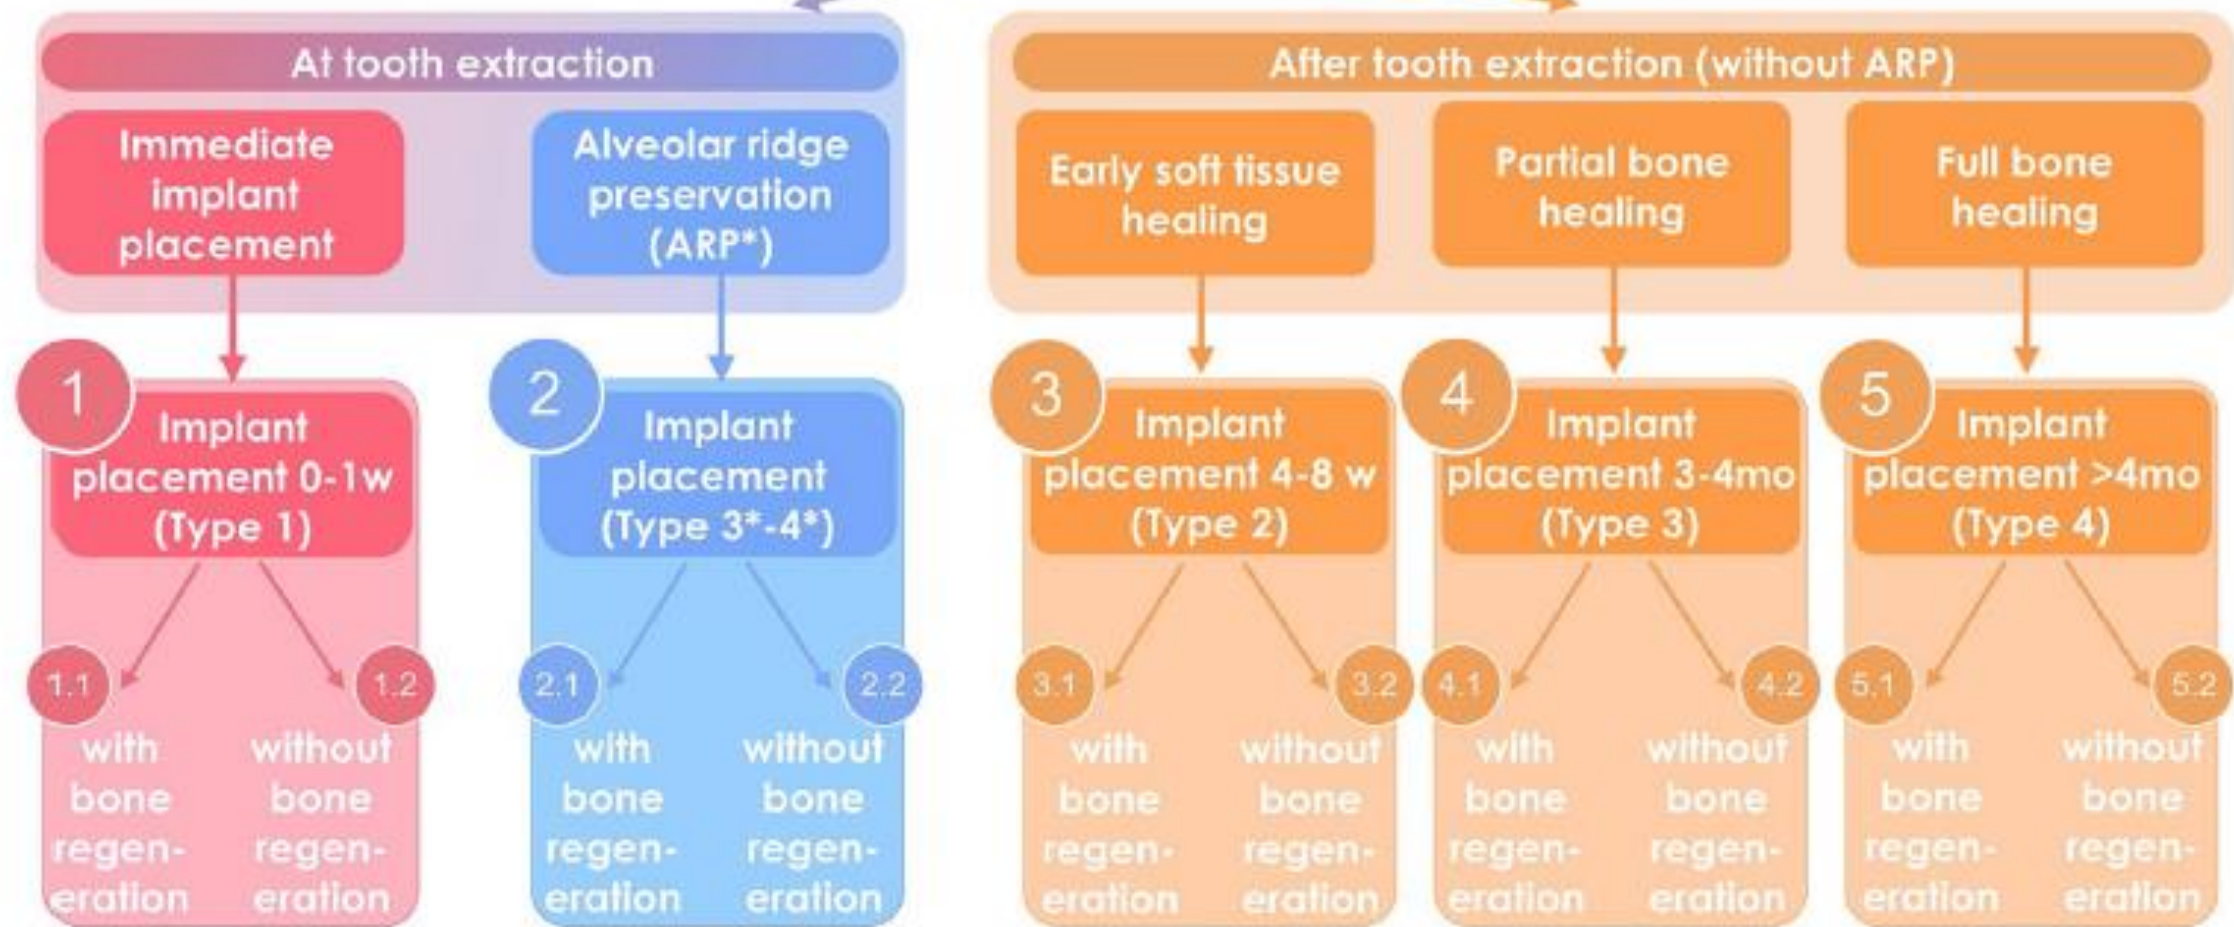 At tooth extraction
Immediate
implant
placement
Alveolar ridge
preservation
(ARP*)
After tooth extraction (without ARP)
Early soft tissue
healing
Partial bone
healing
Full bone
healing
1
Implant
placement 0-1w
(Type 1)
1.1
with
bone
regen-
eration
1.2
without
bone
regen-
eration
2
Implant
placement
(Type 3*-4*)
2.1
with
bone
regen-
eration
2.2
without
bone
regen-
eration
3
Implant
placement 4-8 w
(Type 2)
3.1
with
bone
regen-
eration
3.2
without
bone
regen-
eration
4
Implant
placement 3-4mo
(Type 3)
4.1
with
bone
regen-
eration
4.2
without
bone
regen-
eration
5
Implant
placement >4mo
(Type 4)
5.1
with
bone
regen-
eration
5.2
without
bone
regen-
eration